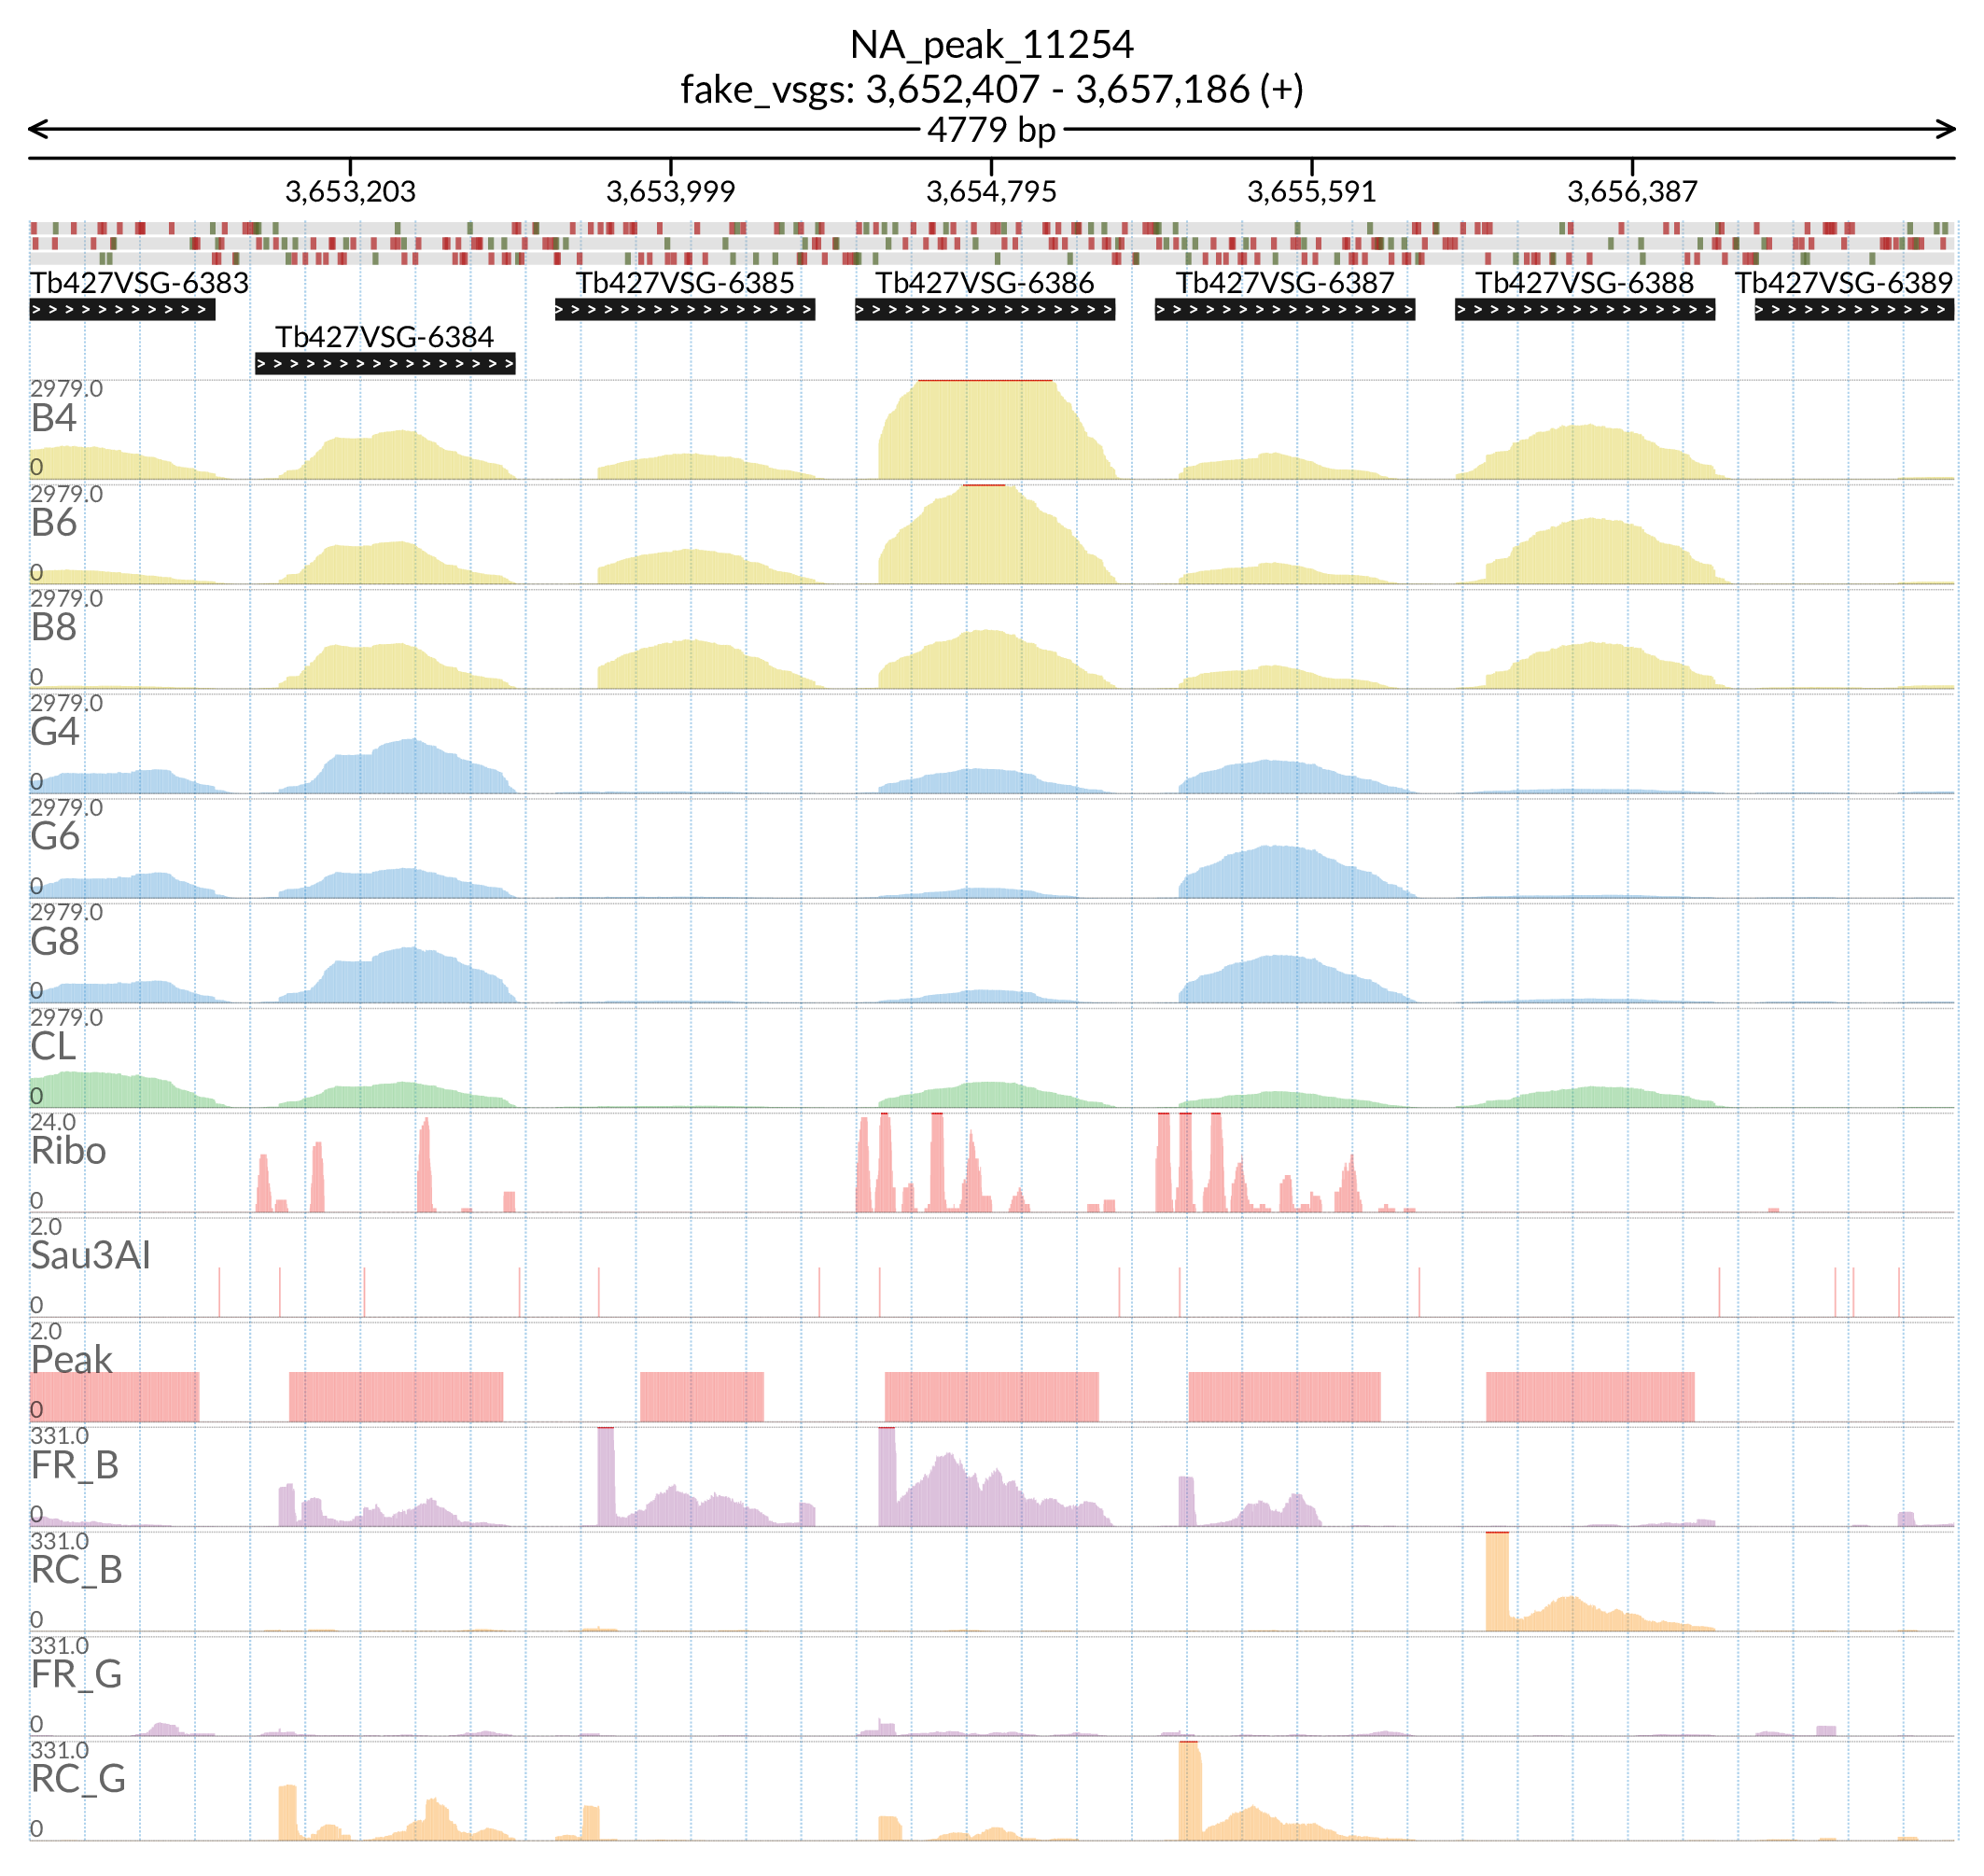 NA_peak_11254
fake_vsgs: 3,652,407 - 3,657,186 (+)
4779 bp
3,653,203 3,653,999 3,654,795 3,655,591 3,656,387
Tb427VSG-6383 Tb427VSG-6385 Tb427VSG-6386 Tb427VSG-6387 Tb427VSG-6388 Tb427VSG-6389
Tb427VSG-6384
2979.0
B4
0
2979.0
B6
0
2979.0
B8
0
2979.0
G4
0
2979.0
G6
0
2979.0
G8
0
2979.0
CL
0
24.0
Ribo
0
2.0
Sau3AI
0
2.0
Peak
0
331.0
FR_B
0
331.0
RC_B
0
331.0
FR_G
0
331.0
RC_G
0